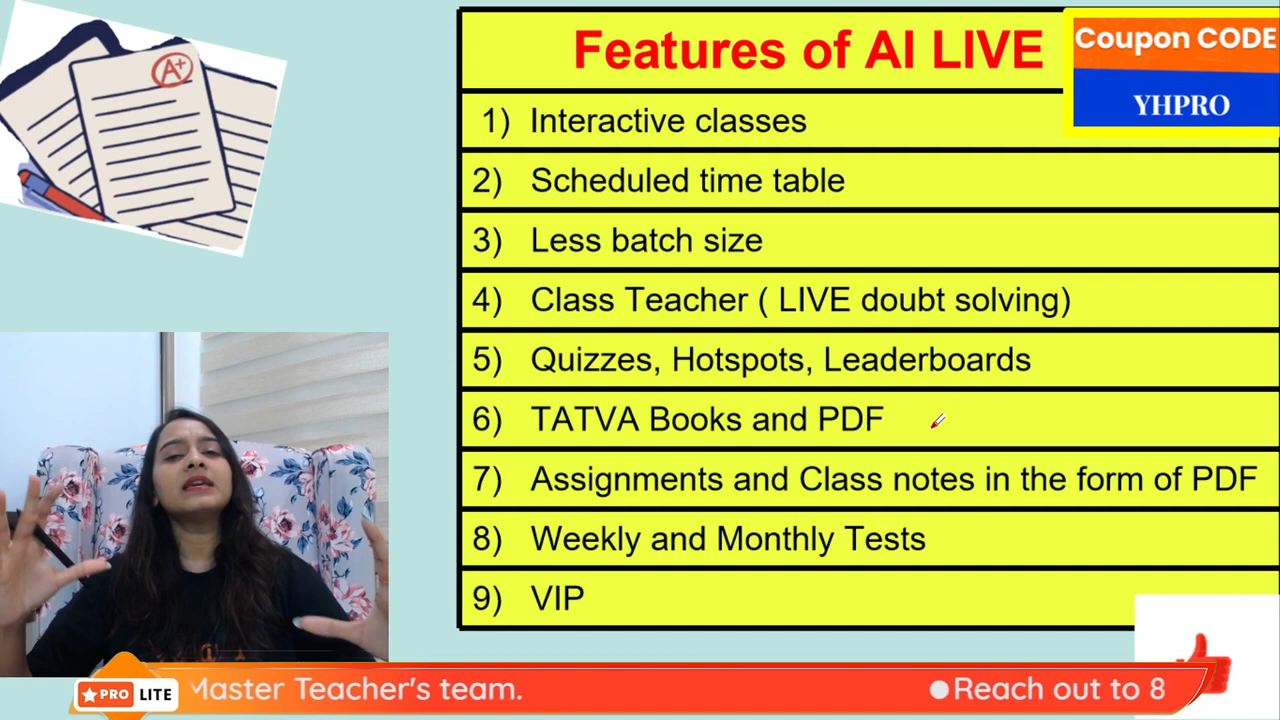 A+
Features of AI LIVE
Coupon CODE
YHPRO
1) Interactive classes
2) Scheduled time table
3) Less batch size
4) Class Teacher ( LIVE doubt solving)
5) Quizzes, Hotspots, Leaderboards
6) TATVA Books and PDF
7) Assignments and Class notes in the form of PDF
8) Weekly and Monthly Tests
9) VIP
PRO LITE
Master Teacher's team. ●Reach out to 8